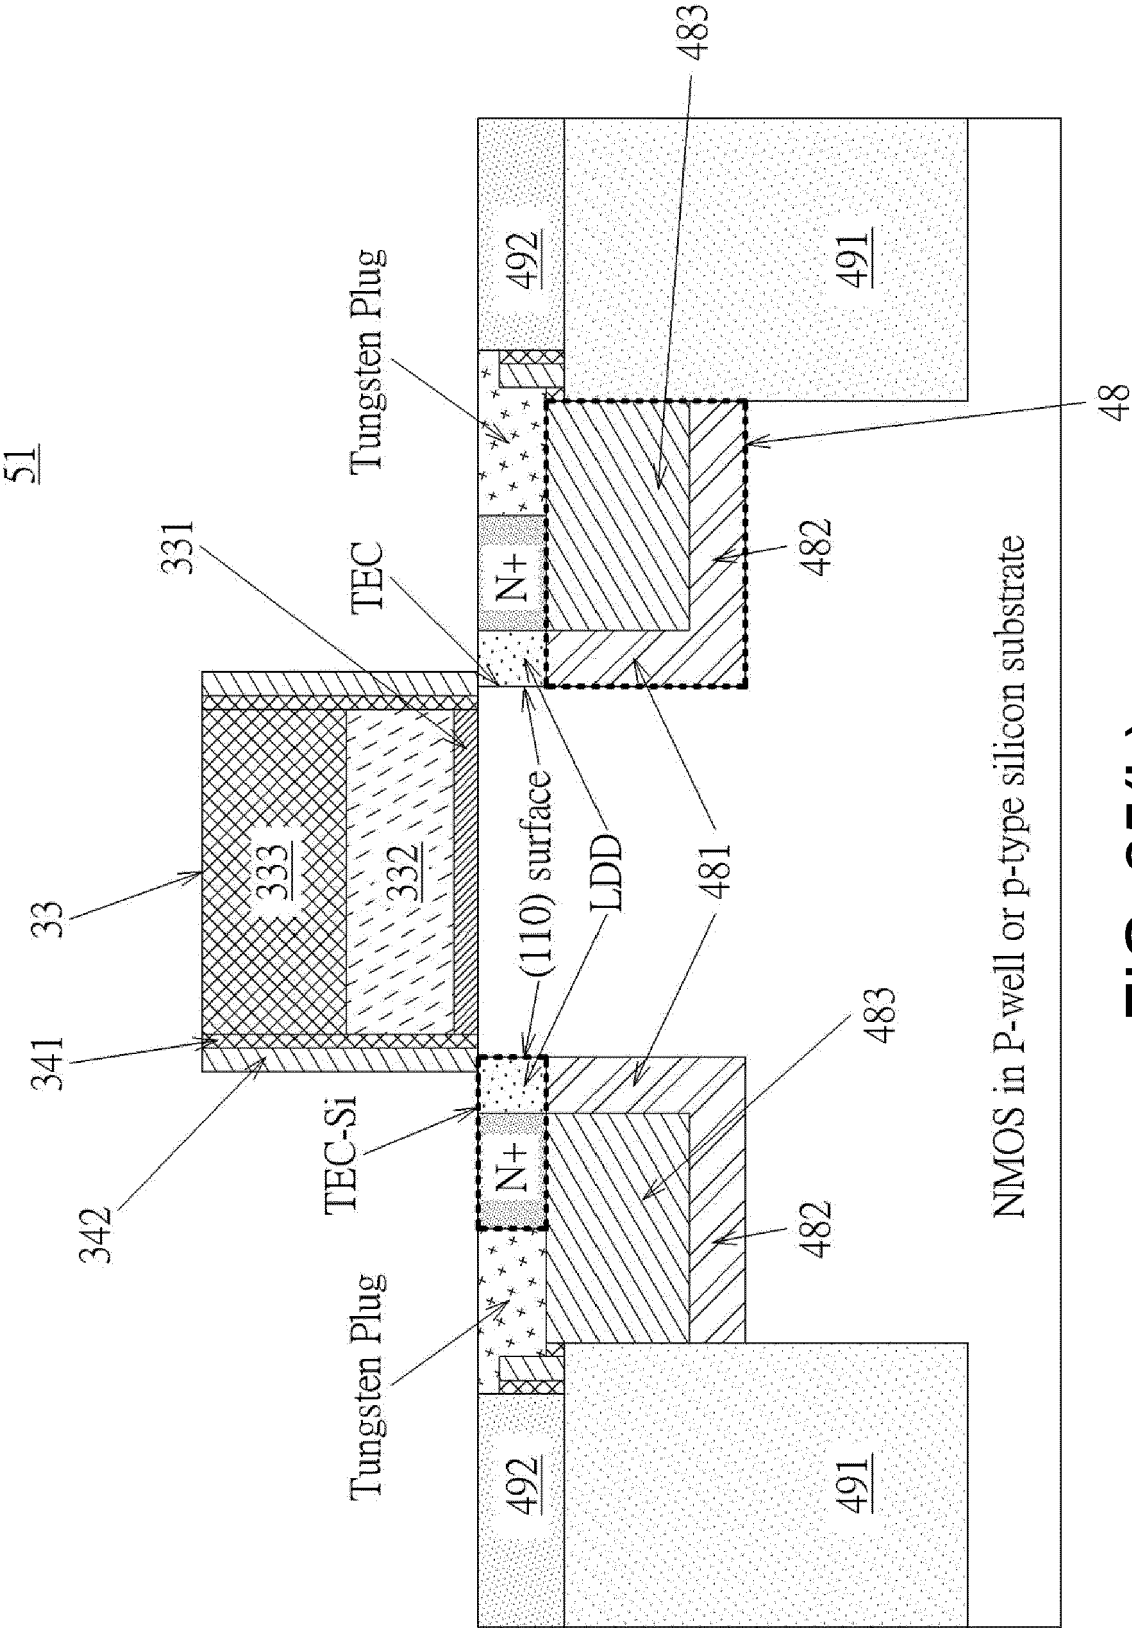 51
341
33
342
331
333
Tungsten Plug
TEC-Si
TEC
Tungsten Plug
332
492
N+
(110) surface
N+
492
LDD
483
481
482
482
491
483
491
NMOS in P-well or p-type silicon substrate
48
FIG.